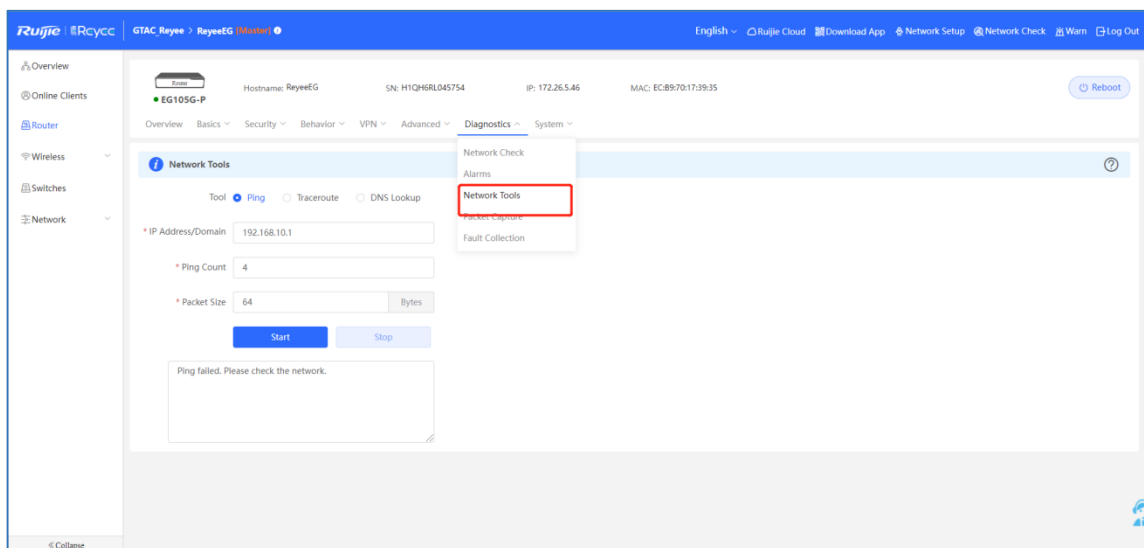 Ruijie Rcycc GTAC_Reyee > ReyeeEG [Master] English Ruijie Cloud Download App Network Setup Network Check Warn Log Out
Overview
Online Clients
Router
Wireless
Switches
Network
Collapse
Router
EG105G-P
Hostname: ReyeeEG SN: H1QH6RL045754 IP: 172.26.5.46 MAC: EC:B9:70:17:39:35
Reboot
Overview Basics Security Behavior VPN Advanced Diagnostics System
Network Check
Alarms
Network Tools
Packet Capture
Fault Collection
Network Tools
Tool Ping Traceroute DNS Lookup
* IP Address/Domain 192.168.10.1
* Ping Count 4
* Packet Size 64 Bytes
Start Stop
Ping failed. Please check the network.